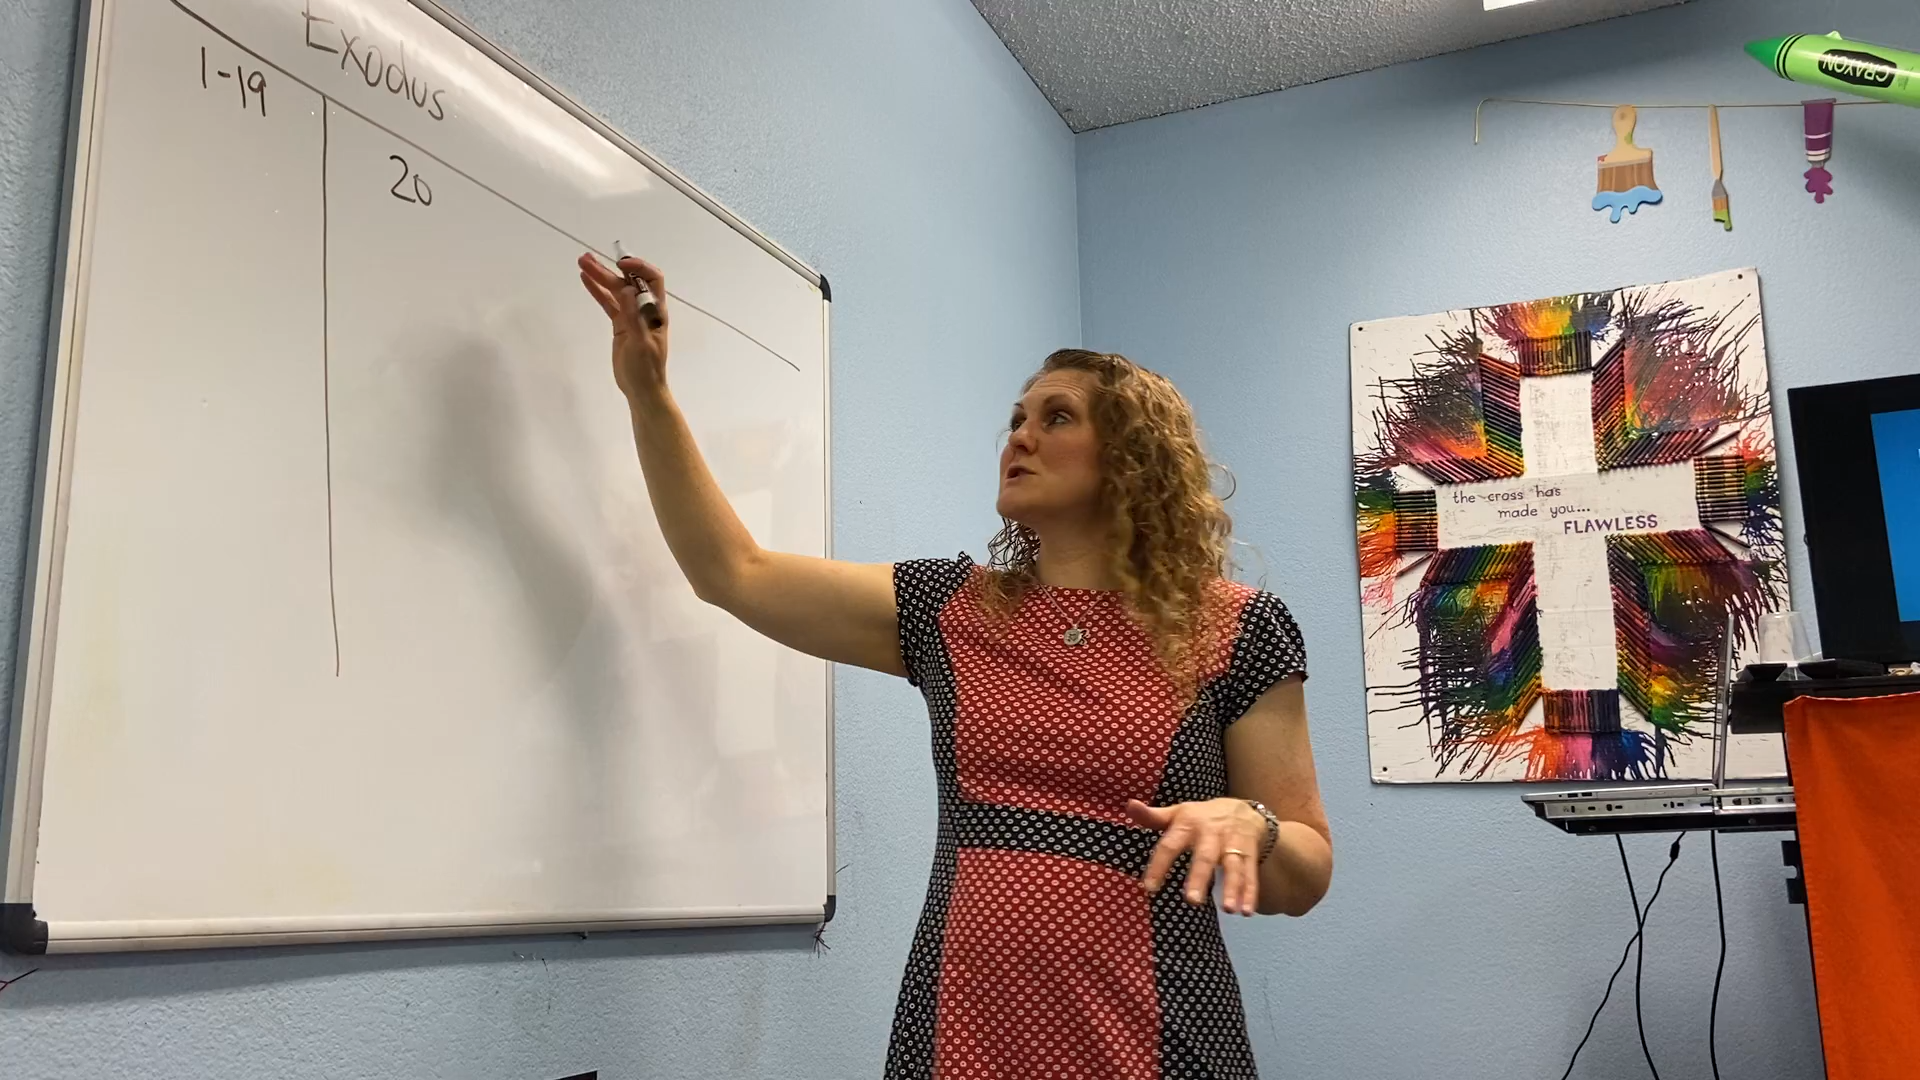 Exodus
1-19
20
CRAYON
the cross has
made you...
FLAWLESS